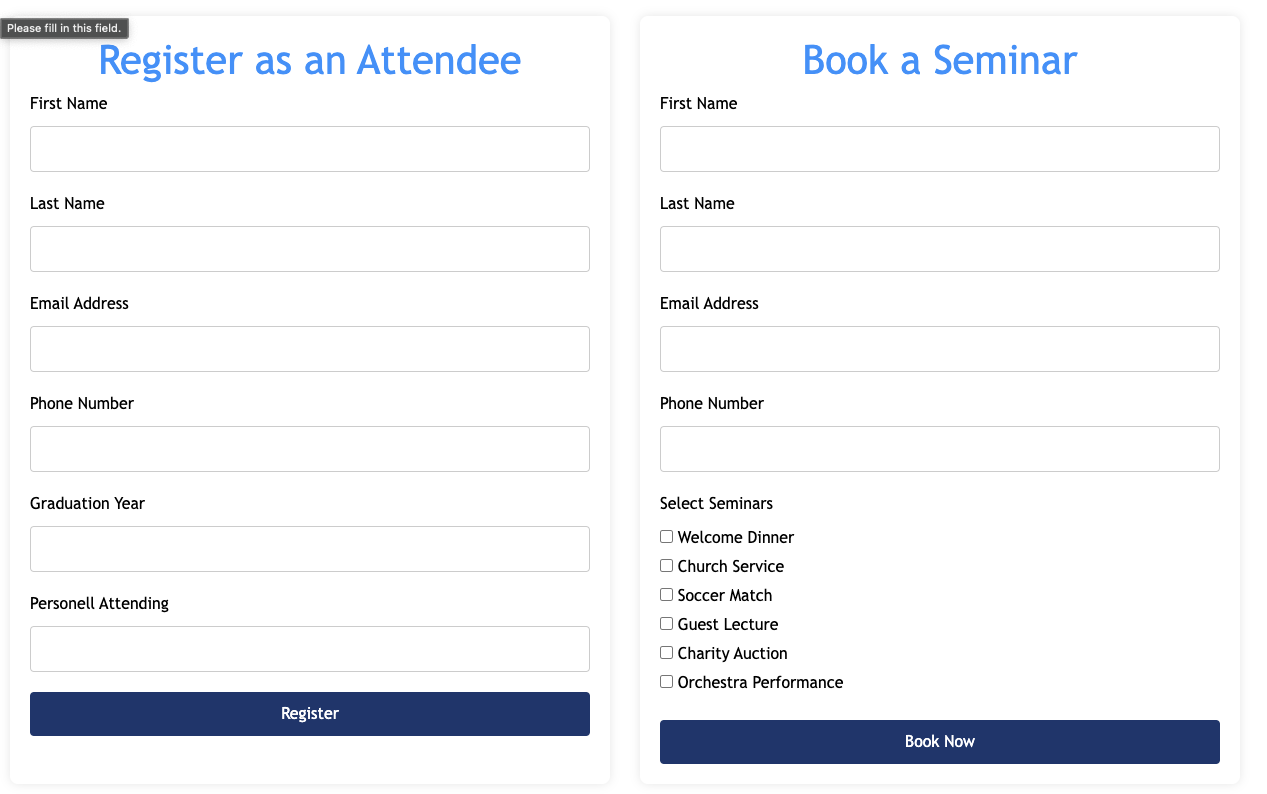 Please fill in this field.
Register as an Attendee
First Name
Last Name
Email Address
Phone Number
Graduation Year
Personell Attending
Register
Book a Seminar
First Name
Last Name
Email Address
Phone Number
Select Seminars
Welcome Dinner
Church Service
Soccer Match
Guest Lecture
Charity Auction
Orchestra Performance
Book Now